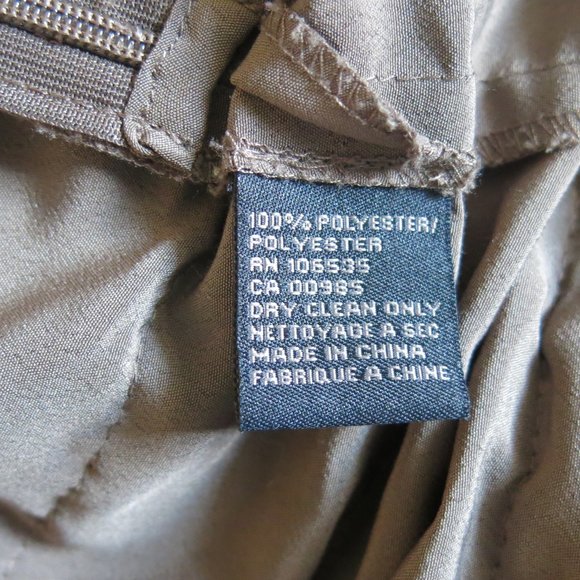 100% POLYESTER/
POLYESTER
RN 106535
CA 00985
DRY CLEAN ONLY
NETTOYAGE A SEC
MADE IN CHINA
FABRIQUE A CHINE